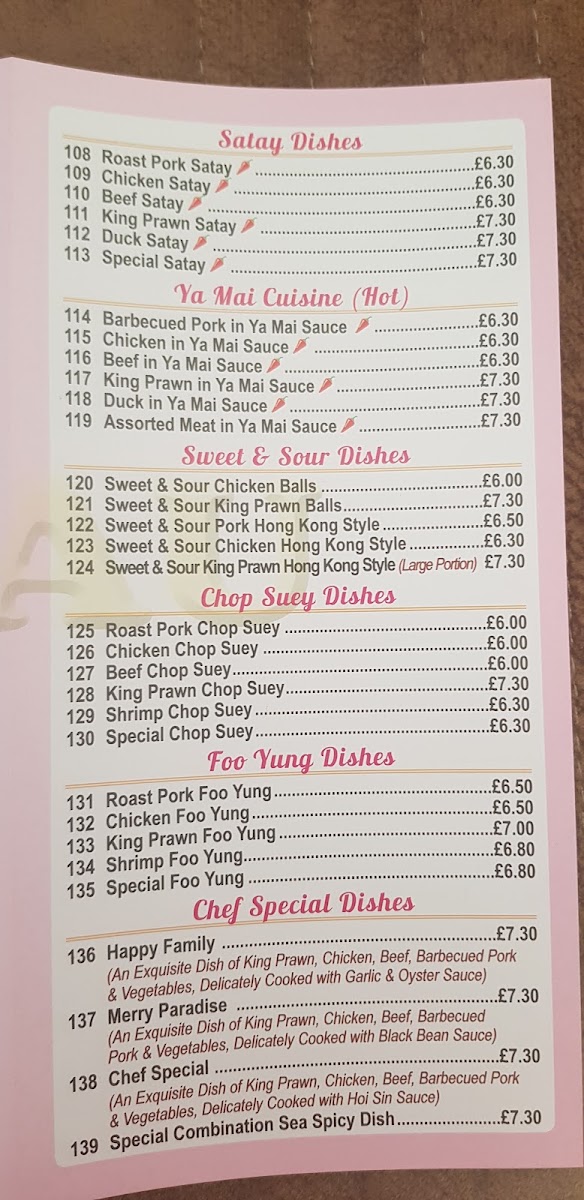 Satay Dishes
108 Roast Pork Satay ........ £6.30
109 Chicken Satay ........ £6.30
110 Beef Satay ........ £6.30
111 King Prawn Satay ........ £7.30
112 Duck Satay ........ £7.30
113 Special Satay ........ £7.30
Ya Mai Cuisine (Hot)
114 Barbecued Pork in Ya Mai Sauce ........ £6.30
115 Chicken in Ya Mai Sauce ........ £6.30
116 Beef in Ya Mai Sauce ........ £6.30
117 King Prawn in Ya Mai Sauce ........ £7.30
118 Duck in Ya Mai Sauce ........ £7.30
119 Assorted Meat in Ya Mai Sauce ........ £7.30
Sweet & Sour Dishes
120 Sweet & Sour Chicken Balls ........ £6.00
121 Sweet & Sour King Prawn Balls ........ £7.30
122 Sweet & Sour Pork Hong Kong Style ........ £6.50
123 Sweet & Sour Chicken Hong Kong Style ........ £6.30
124 Sweet & Sour King Prawn Hong Kong Style (Large Portion) £7.30
Chop Suey Dishes
125 Roast Pork Chop Suey ........ £6.00
126 Chicken Chop Suey ........ £6.00
127 Beef Chop Suey ........ £6.00
128 King Prawn Chop Suey ........ £7.30
129 Shrimp Chop Suey ........ £6.30
130 Special Chop Suey ........ £6.30
Foo Yung Dishes
131 Roast Pork Foo Yung ........ £6.50
132 Chicken Foo Yung ........ £6.50
133 King Prawn Foo Yung ........ £7.00
134 Shrimp Foo Yung ........ £6.80
135 Special Foo Yung ........ £6.80
Chef Special Dishes
136 Happy Family ........ £7.30
(An Exquisite Dish of King Prawn, Chicken, Beef, Barbecued Pork
& Vegetables, Delicately Cooked with Garlic & Oyster Sauce)
137 Merry Paradise ........ £7.30
(An Exquisite Dish of King Prawn, Chicken, Beef, Barbecued
Pork & Vegetables, Delicately Cooked with Black Bean Sauce)
138 Chef Special ........ £7.30
(An Exquisite Dish of King Prawn, Chicken, Beef, Barbecued Pork
& Vegetables, Delicately Cooked with Hoi Sin Sauce)
139 Special Combination Sea Spicy Dish ........ £7.30